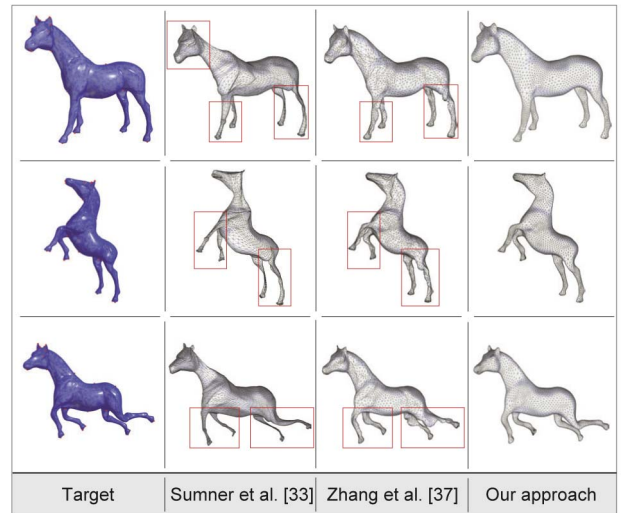 Target Sumner et al. [33] Zhang et al. [37] Our approach